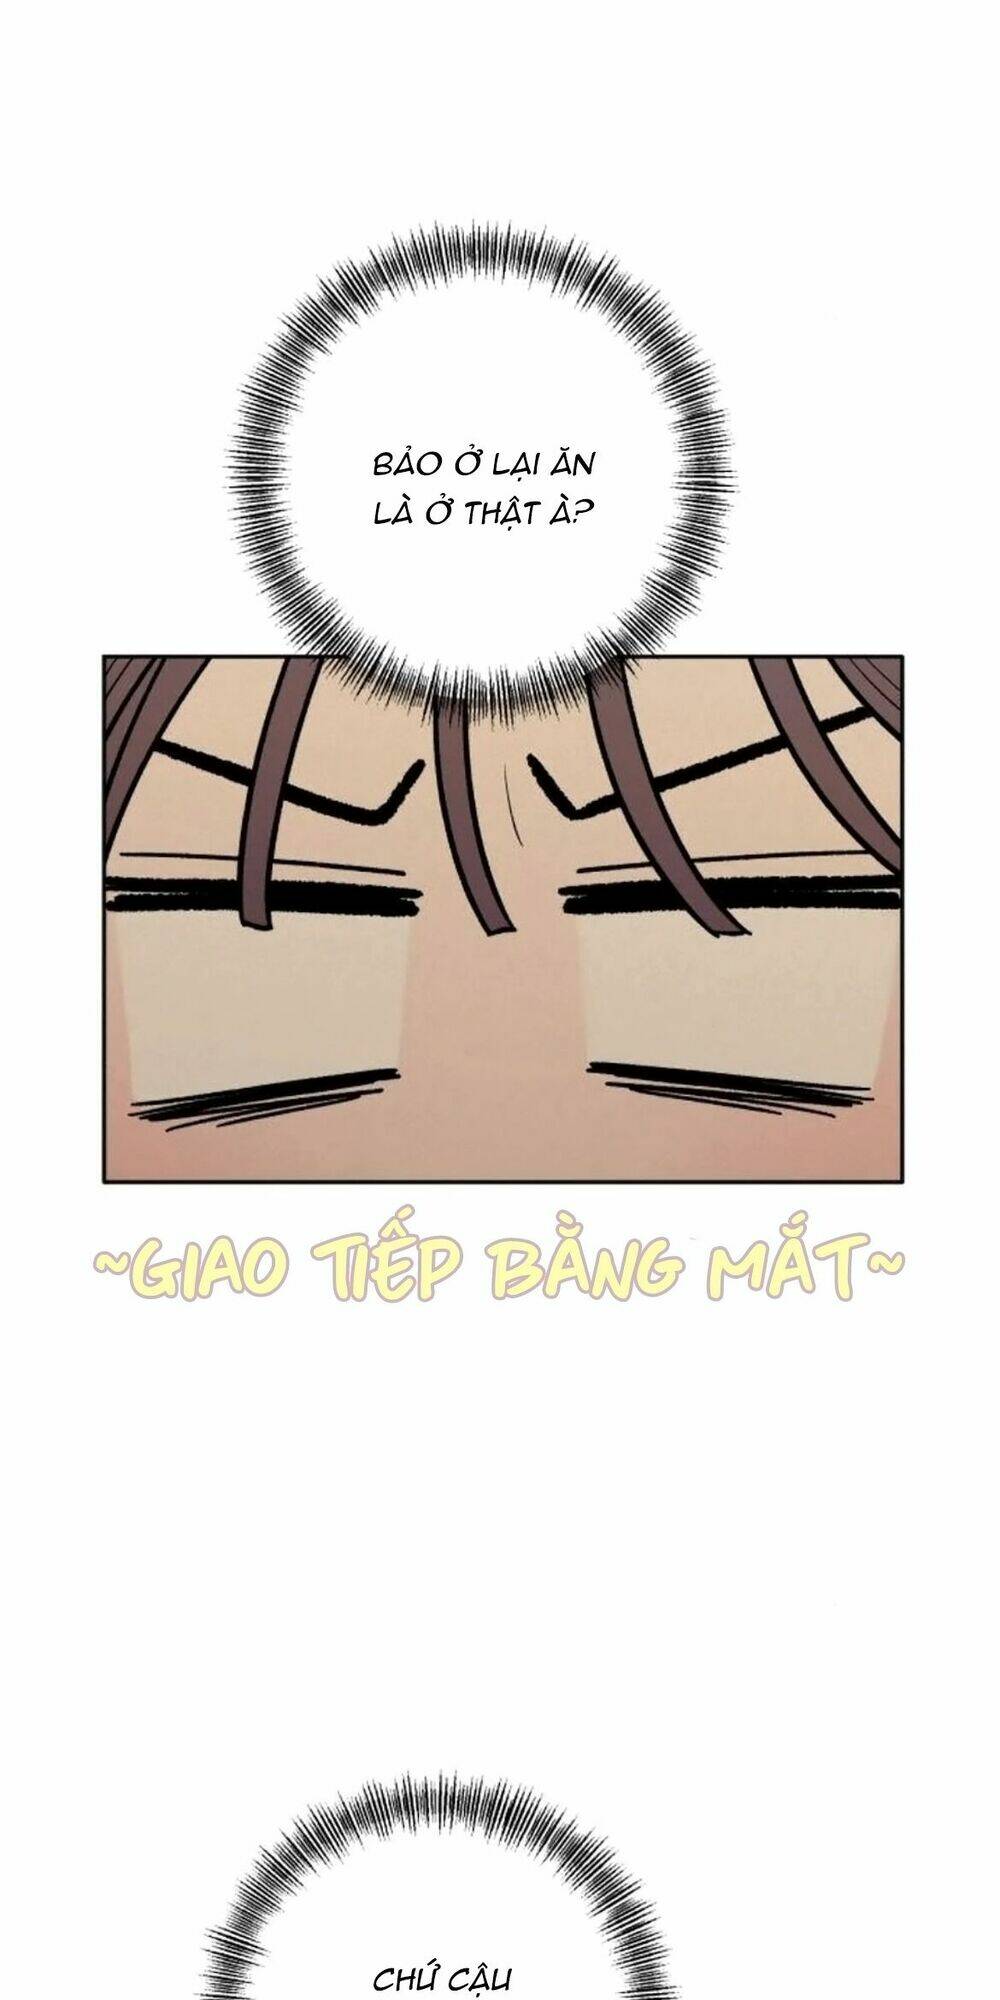 BẢO Ở LẠI ĂN
LÀ Ở THẬT À?
~GIAO TIẾP BẰNG MẮT~
CHỨ CẬU